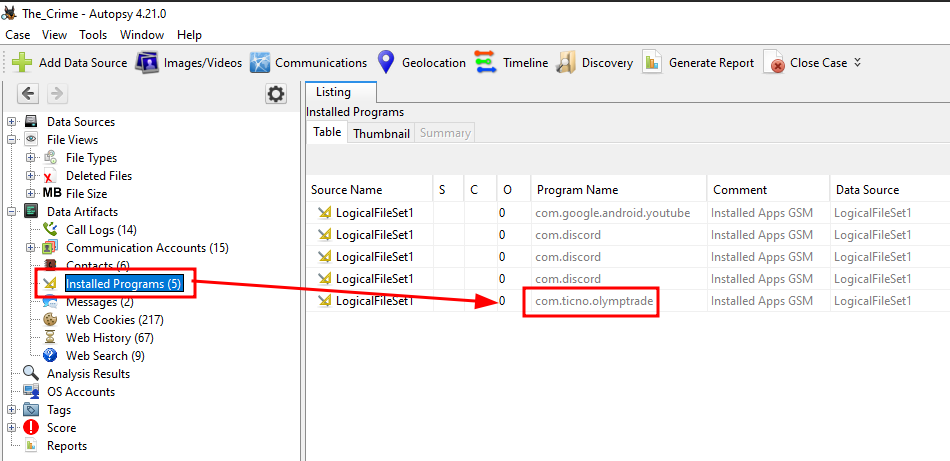 The_Crime - Autopsy 4.21.0
Case View Tools Window Help
Add Data Source Images/Videos Communications Geolocation Timeline Discovery Generate Report Close Case
Data Sources
File Views
File Types
Deleted Files
MB File Size
Data Artifacts
Call Logs (14)
Communication Accounts (15)
Contacts (6)
Installed Programs (5)
Messages (2)
Web Cookies (217)
Web History (67)
Web Search (9)
Analysis Results
OS Accounts
Tags
Score
Reports
Listing
Installed Programs
Table Thumbnail Summary
Source Name S C O Program Name Comment Data Source
LogicalFileSet1 0 com.google.android.youtube Installed Apps GSM LogicalFileSet1
LogicalFileSet1 0 com.discord Installed Apps GSM LogicalFileSet1
LogicalFileSet1 0 com.discord Installed Apps GSM LogicalFileSet1
LogicalFileSet1 0 com.discord Installed Apps GSM LogicalFileSet1
LogicalFileSet1 0 com.ticno.olymptrade Installed Apps GSM LogicalFileSet1